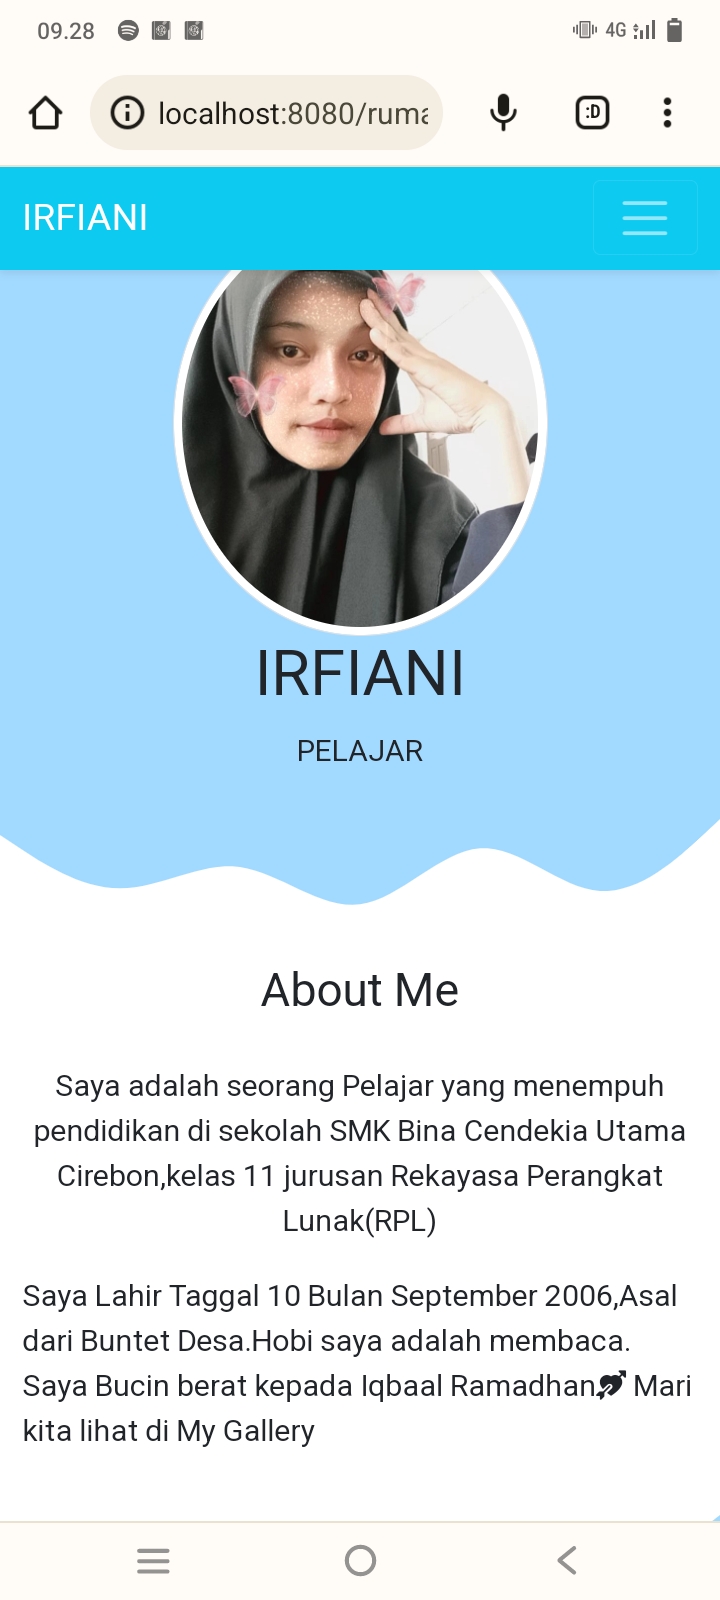 09.28
4G
localhost:8080/ruma
:D
IRFIANI
IRFIANI
PELAJAR
About Me
Saya adalah seorang Pelajar yang menempuh
pendidikan di sekolah SMK Bina Cendekia Utama
Cirebon,kelas 11 jurusan Rekayasa Perangkat
Lunak(RPL)
Saya Lahir Taggal 10 Bulan September 2006,Asal
dari Buntet Desa.Hobi saya adalah membaca.
Saya Bucin berat kepada Iqbaal Ramadhan Mari
kita lihat di My Gallery